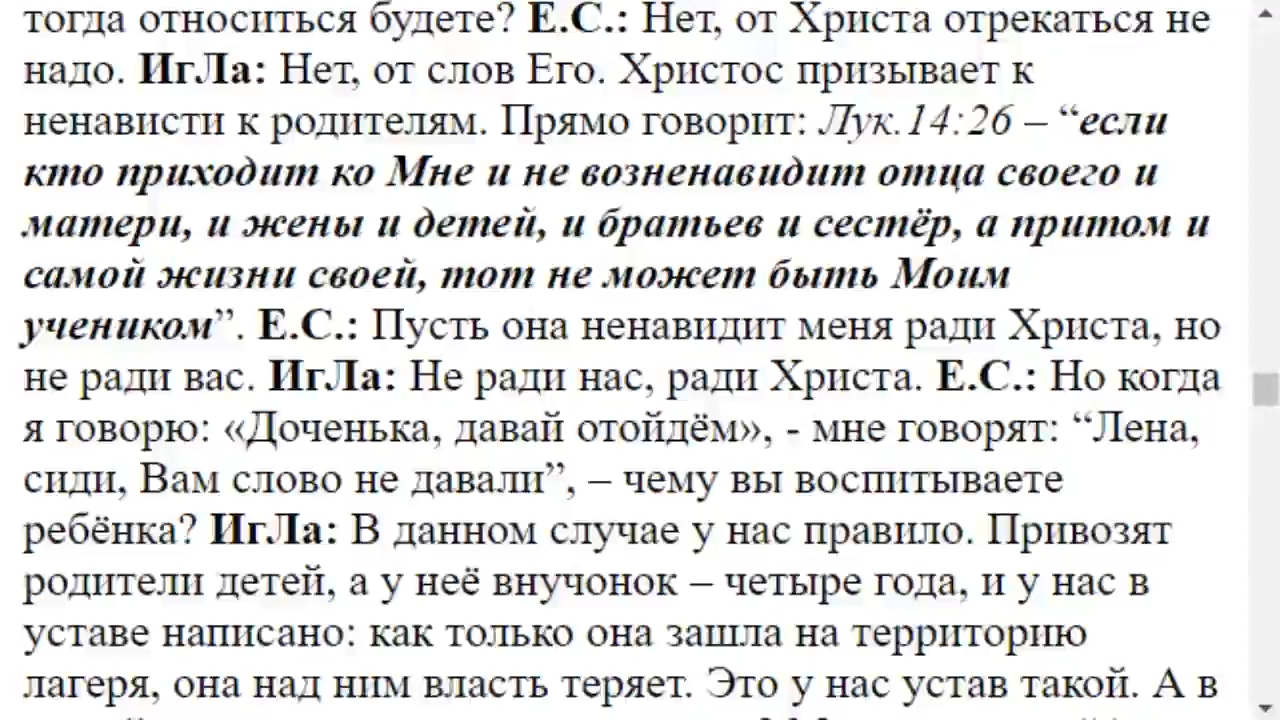 тогда относиться будете? Е.С.: Нет, от Христа отрекаться не
надо. ИгЛа: Нет, от слов Его. Христос призывает к
ненависти к родителям. Прямо говорит: Лук.14:26 – “если
кто приходит ко Мне и не возненавидит отца своего и
матери, и жены и детей, и братьев и сестёр, а притом и
самой жизни своей, тот не может быть Моим
учеником”. Е.С.: Пусть она ненавидит меня ради Христа, но
не ради вас. ИгЛа: Не ради нас, ради Христа. Е.С.: Но когда
я говорю: «Доченька, давай отойдём», - мне говорят: “Лена,
сиди, Вам слово не давали”, – чему вы воспитываете
ребёнка? ИгЛа: В данном случае у нас правило. Привозят
родители детей, а у неё внучонок – четыре года, и у нас в
уставе написано: как только она зашла на территорию
лагеря, она над ним власть теряет. Это у нас устав такой. А в